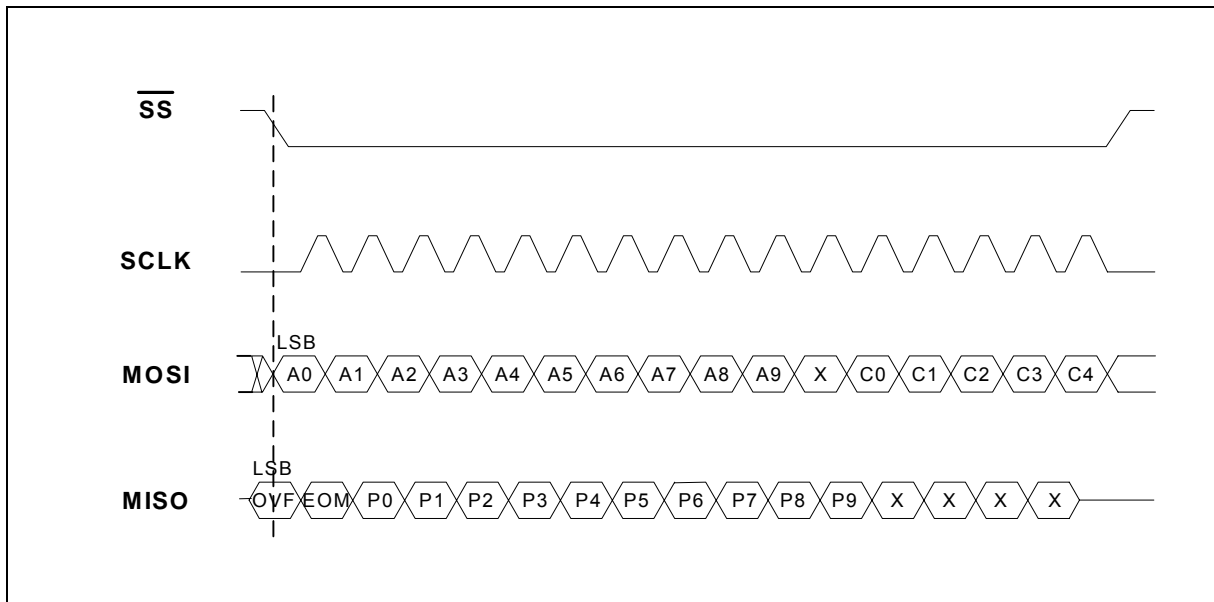 SS
SCLK
LSB
MOSI A0 A1 A2 A3 A4 A5 A6 A7 A8 A9 X C0 C1 C2 C3 C4
LSB
MISO OVF EOM P0 P1 P2 P3 P4 P5 P6 P7 P8 P9 X X X X